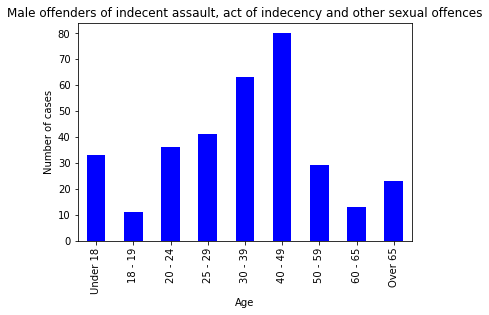 Male offenders of indecent assault, act of indecency and other sexual offences
80
70
60
50
40
30
20
10
0
Number of cases
Under 18
18 - 19
20 - 24
25 - 29
30 - 39
40 - 49
50 - 59
60 - 65
Over 65
Age